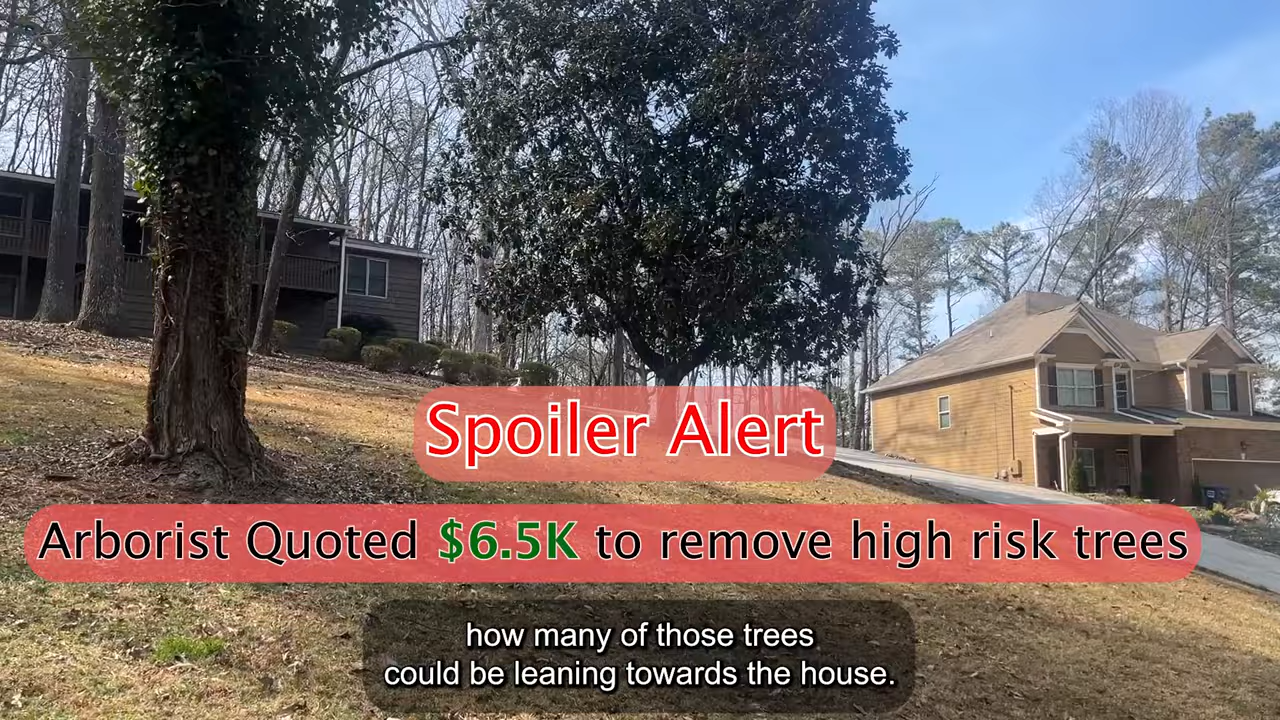 Spoiler Alert
Arborist Quoted $6.5K to remove high risk trees
how many of those trees
could be leaning towards the house.